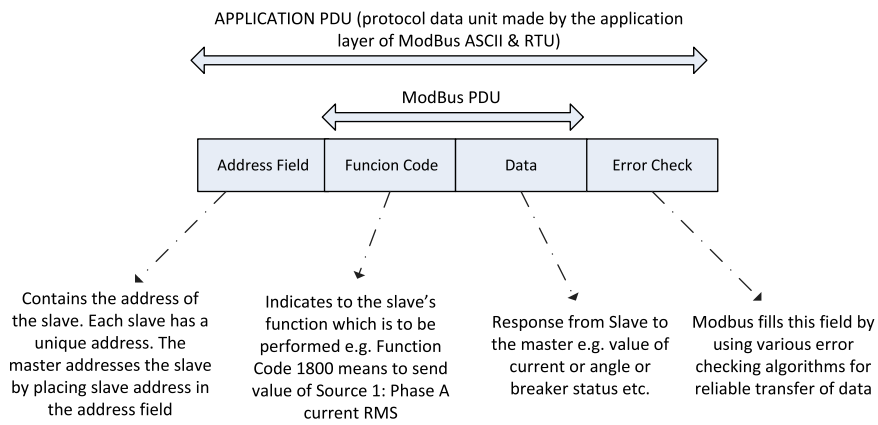 APPLICATION PDU (protocol data unit made by the application
layer of ModBus ASCII & RTU)
ModBus PDU
Address Field
Funcion Code
Data
Error Check
Contains the address of
the slave. Each slave has a
unique address. The
master addresses the slave
by placing slave address in
the address field
Indicates to the slave's
function which is to be
performed e.g. Function
Code 1800 means to send
value of Source 1: Phase A
current RMS
Response from Slave to
the master e.g. value of
current or angle or
breaker status etc.
Modbus fills this field by
using various error
checking algorithms for
reliable transfer of data